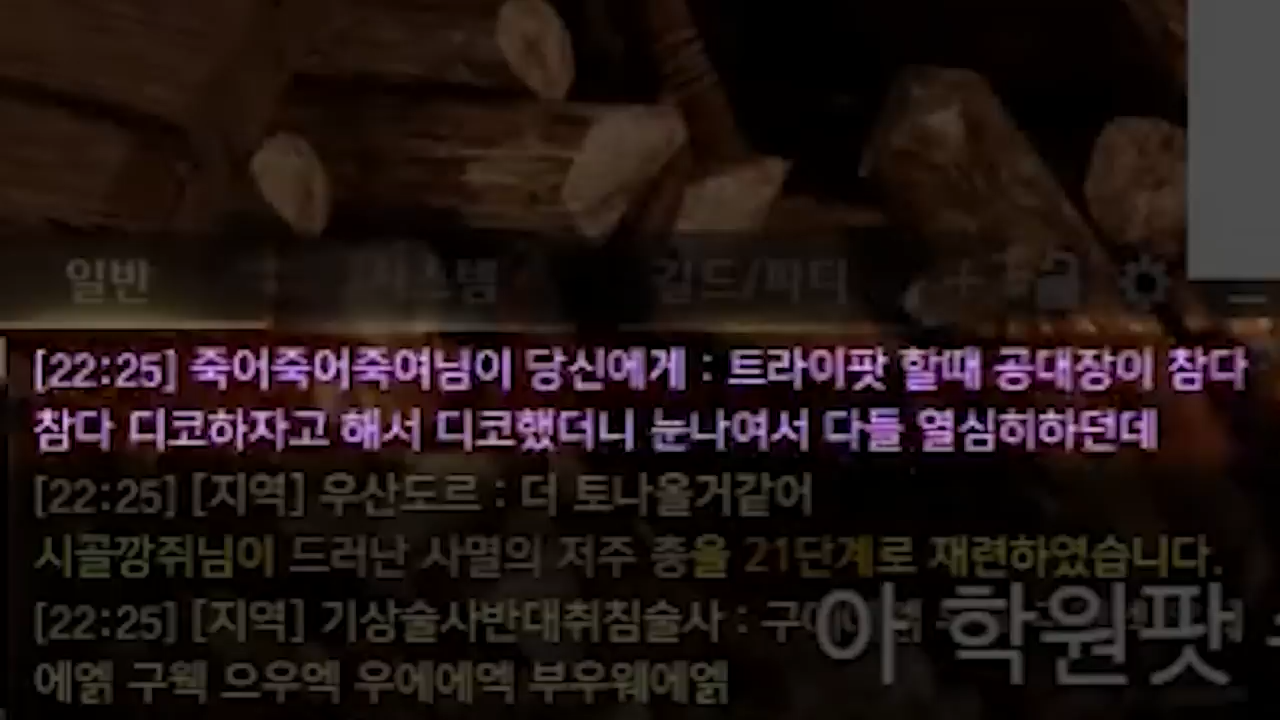 일반 시스템 길드/파티
[22:25] 죽어죽어죽여님이 당신에게 : 트라이팟 할때 공대장이 참다
참다 디코하자고 해서 디코했더니 눈나여서 다들 열심히하던데
[22:25] [지역] 우산도르 : 더 토나올거같어
시골깡쥐님이 드러난 사멸의 저주 총을 21단계로 재련하였습니다.
[22:25] [지역] 기상술사반대취침술사 :
아 학원팟
에엙 구웩 으우엑 우에에엑 부우웨에엙